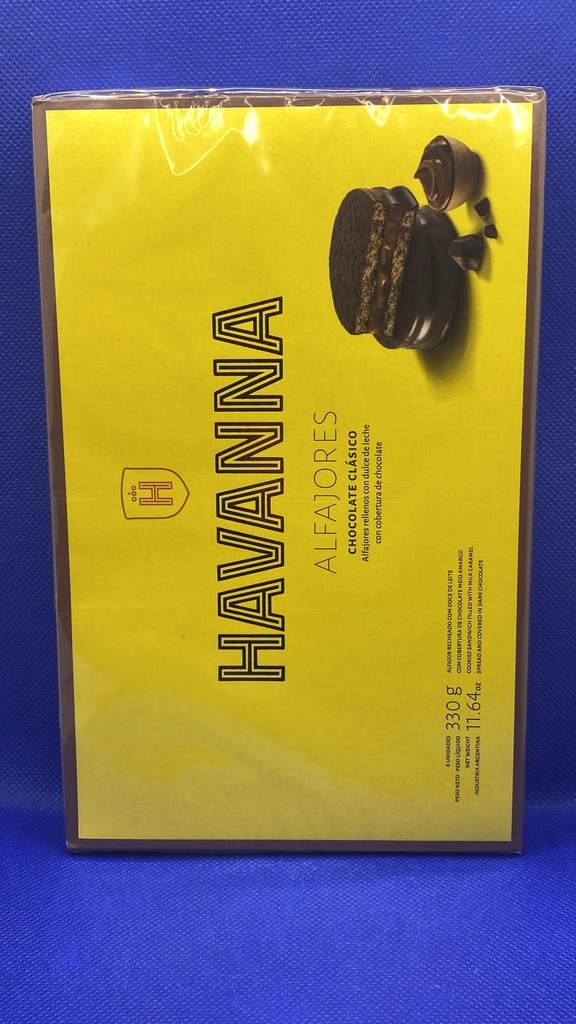 H
HAVANNA
ALFAJORES
CHOCOLATE CLÁSICO
Alfajores rellenos con dulce de leche
con cobertura de chocolate
6 UNIDADES
PESO NETO - PESO LÍQUIDO
330 g
NET WEIGHT
11.64 oz
INDUSTRIA ARGENTINA
ALFAJOR RECHEADO COM DOCE DE LEITE
COM COBERTURA DE CHOCOLATE MEIO AMARGO
COOKIES SANDWICH FILLED WITH MILK CARAMEL
SPREAD AND COVERED IN DARK CHOCOLATE